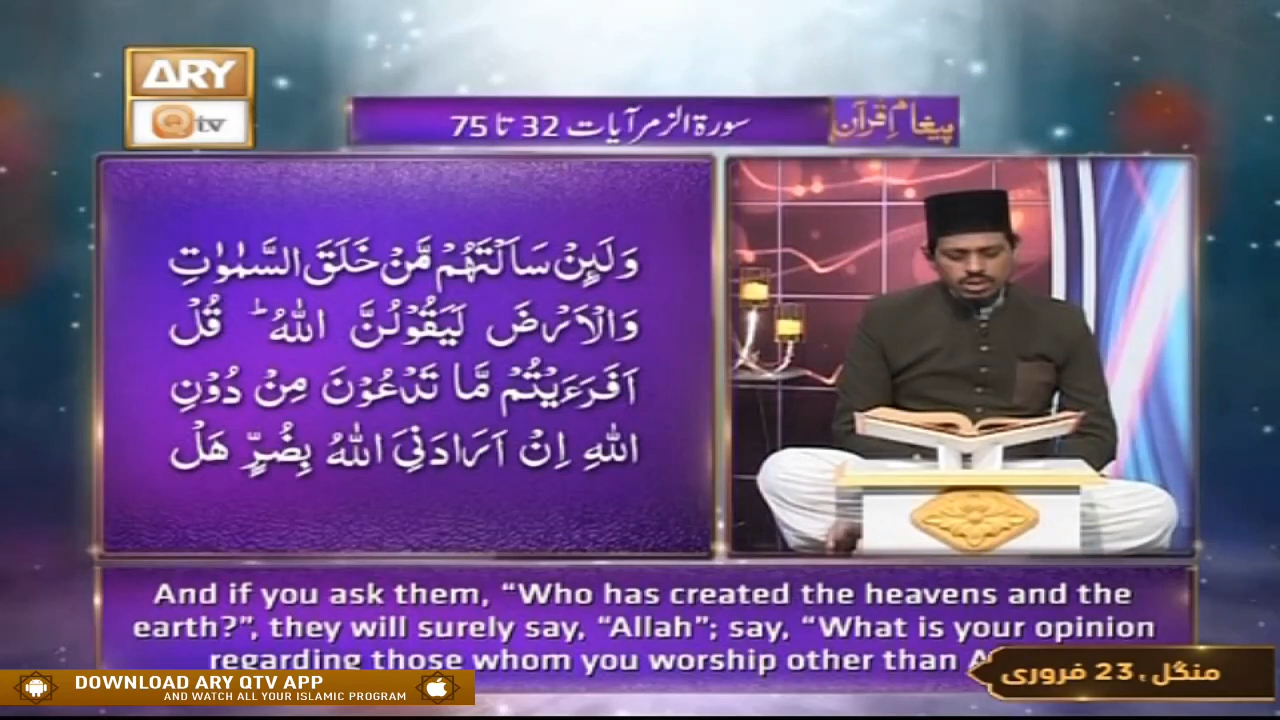 ARY
Qtv
سورۃ الزمر آیات 32 تا 75
پیغامِ قرآن
وَلَئِنۡ سَاَلۡتَهُمۡ مَّنۡ خَلَقَ السَّمٰوٰتِ
وَالۡاَرۡضَ لَيَقُوۡلُنَّ اللّٰهُ ؕ قُلۡ
اَفَرَءَيۡتُمۡ مَّا تَدۡعُوۡنَ مِنۡ دُوۡنِ
اللّٰهِ اِنۡ اَرَادَنِىَ اللّٰهُ بِضُرٍّ هَلۡ
And if you ask them, “Who has created the heavens and the
earth?”, they will surely say, “Allah”; say, “What is your opinion
regarding those whom you worship other than
منگل، 23 فروری
DOWNLOAD ARY QTV APP
AND WATCH ALL YOUR ISLAMIC PROGRAM